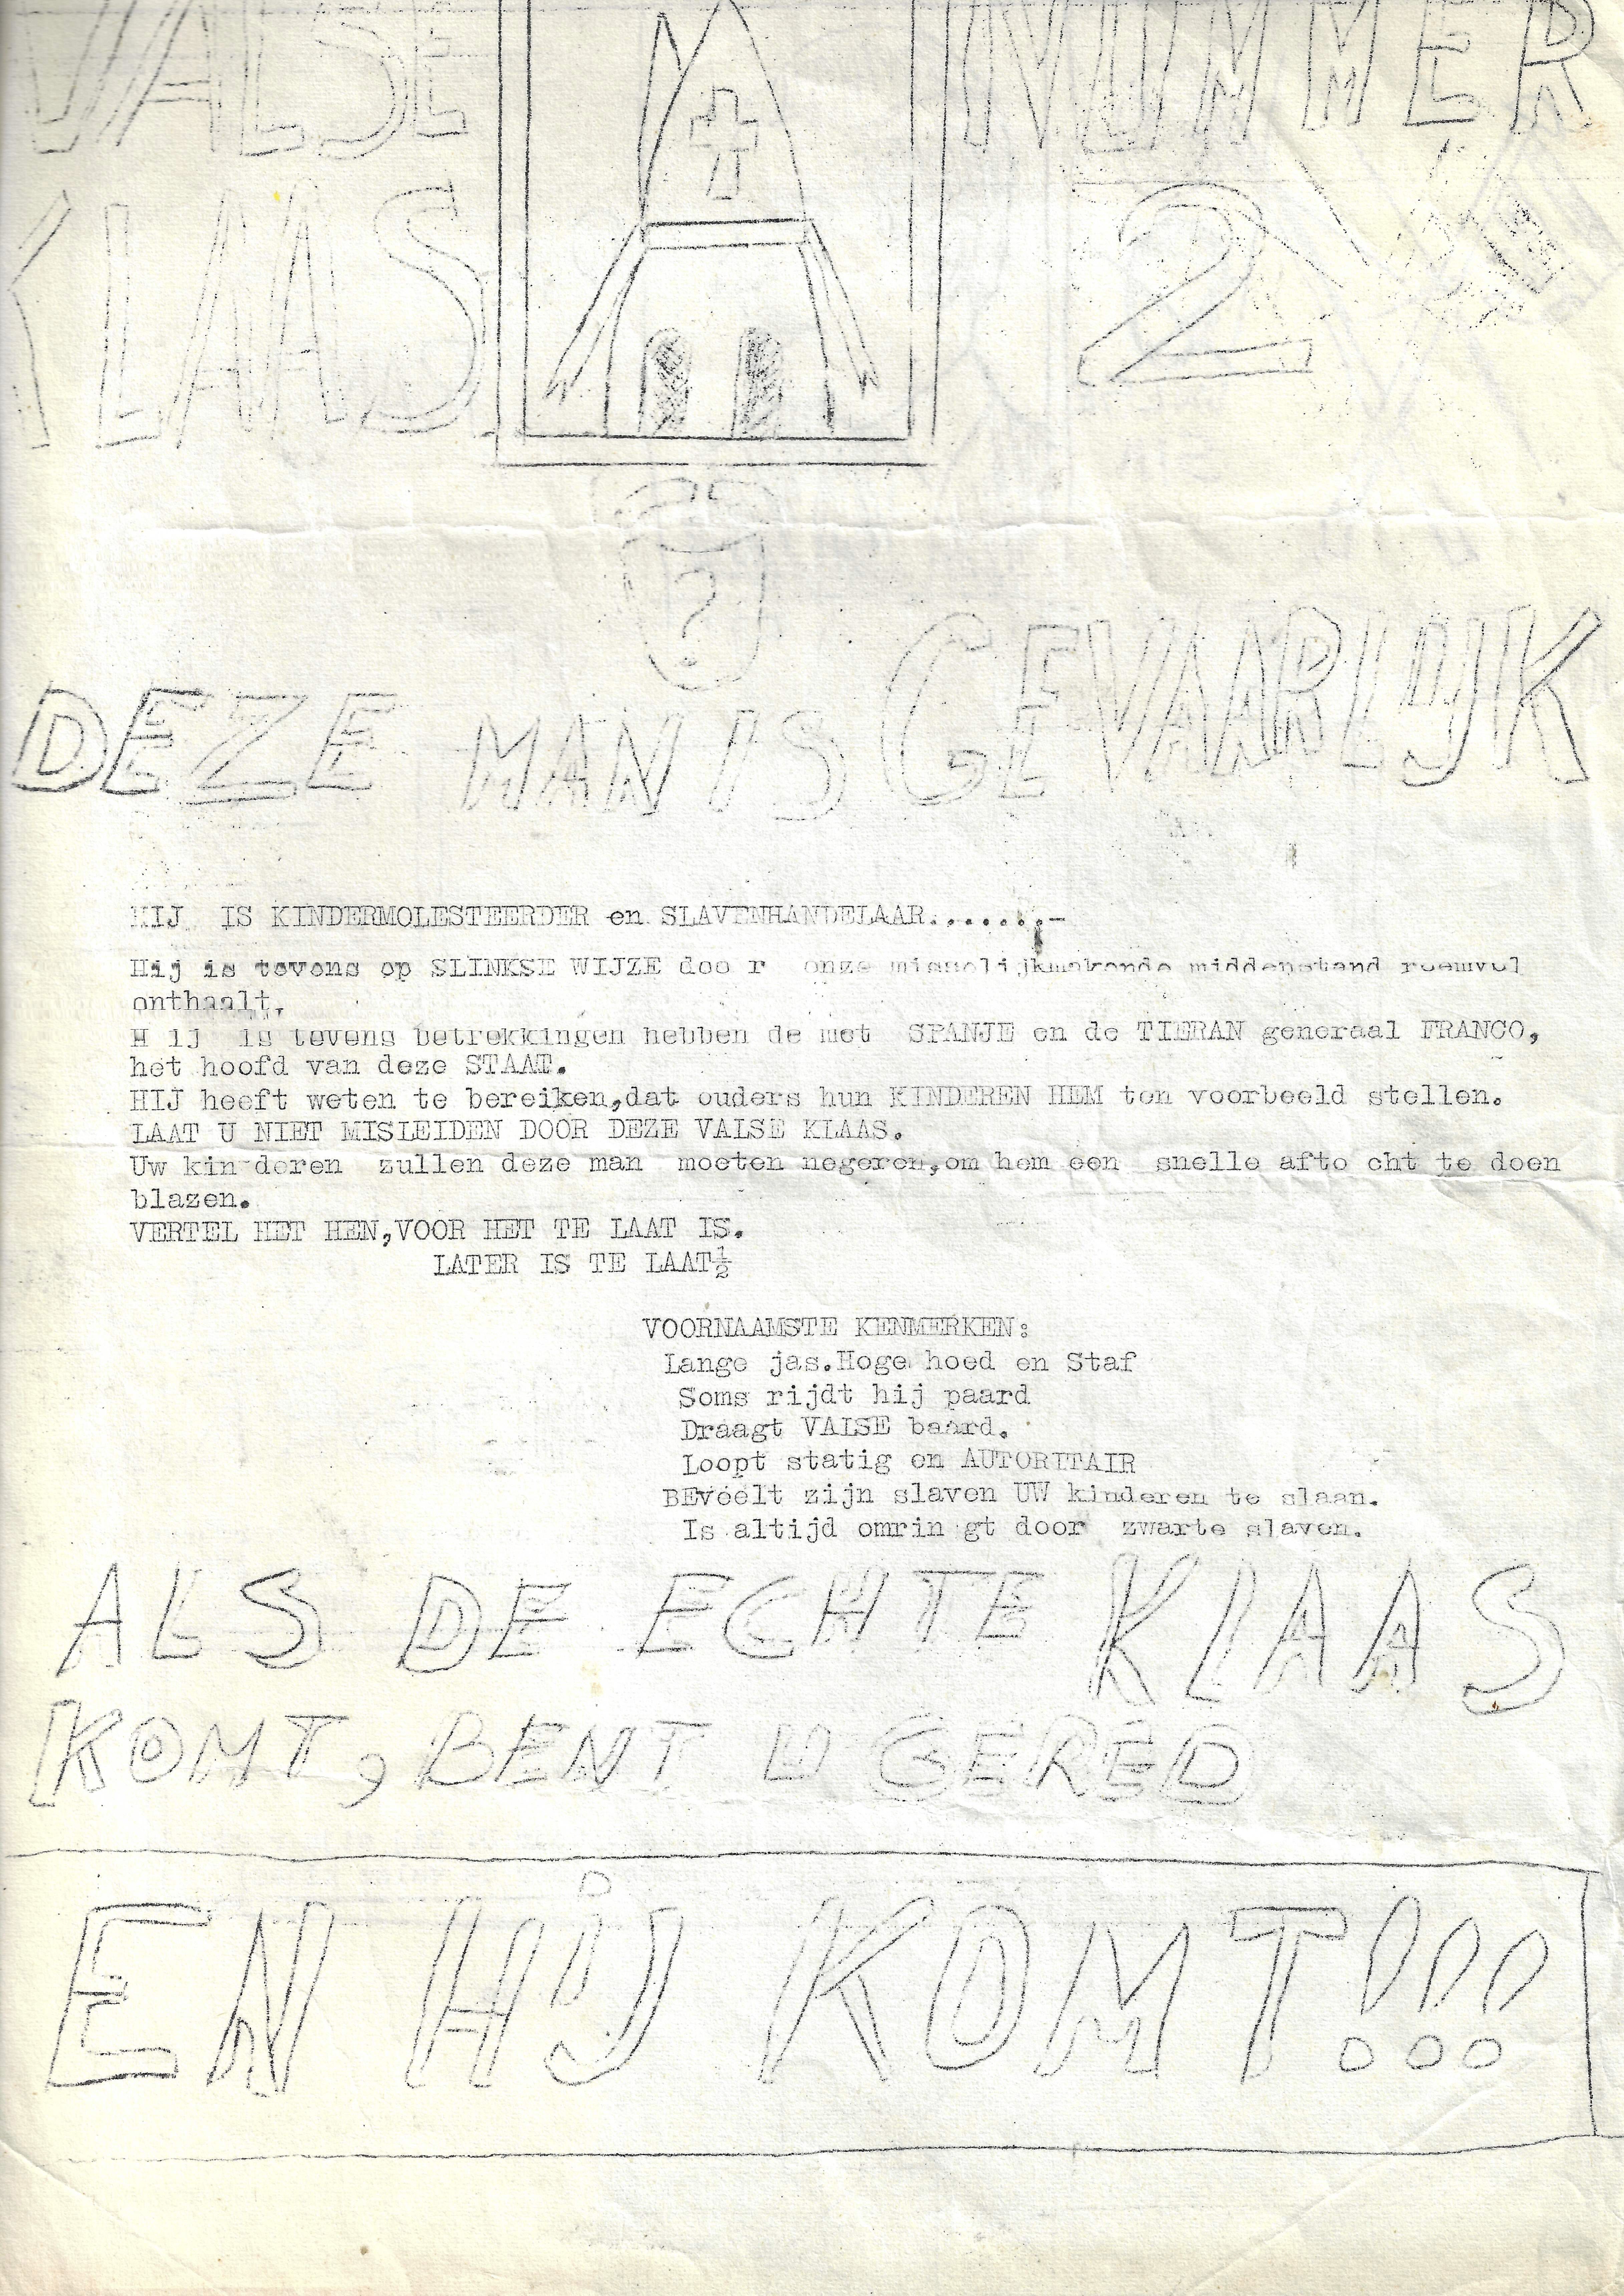 VALSE
KLAAS
NUMMER
2
?
DEZE MAN IS GEVAARLIJK
HIJ IS KINDERMOLESTEERDER en SLAVENHANDELAAR.......-
Hij is tevens op SLINKSE WIJZE doo r onze misselijkmakende middenstand roemvol
onthaalt.
H ij is tevens betrekkingen hebben de met SPANJE en de TIERAN generaal FRANCO,
het hoofd van deze STAAT.
HIJ heeft weten te bereiken,dat ouders hun KINDEREN HEM ten voorbeeld stellen.
LAAT U NIET MISLEIDEN DOOR DEZE VALSE KLAAS.
Uw kin deren zullen deze man moeten negeren,om hem een snelle afto cht te doen
blazen.
VERTEL HET HEN,VOOR HET TE LAAT IS.
LATER IS TE LAAT½
VOORNAAMSTE KENMERKEN:
Lange jas.Hoge hoed en Staf
Soms rijdt hij paard
Draagt VALSE baard.
Loopt statig en AUTORITAIR
BEveelt zijn slaven UW kinderen te slaan.
Is altijd omrin gt door zwarte slaven.
ALS DE ECHTE KLAAS
KOMT, BENT U GERED
EN HIJ KOMT!!!